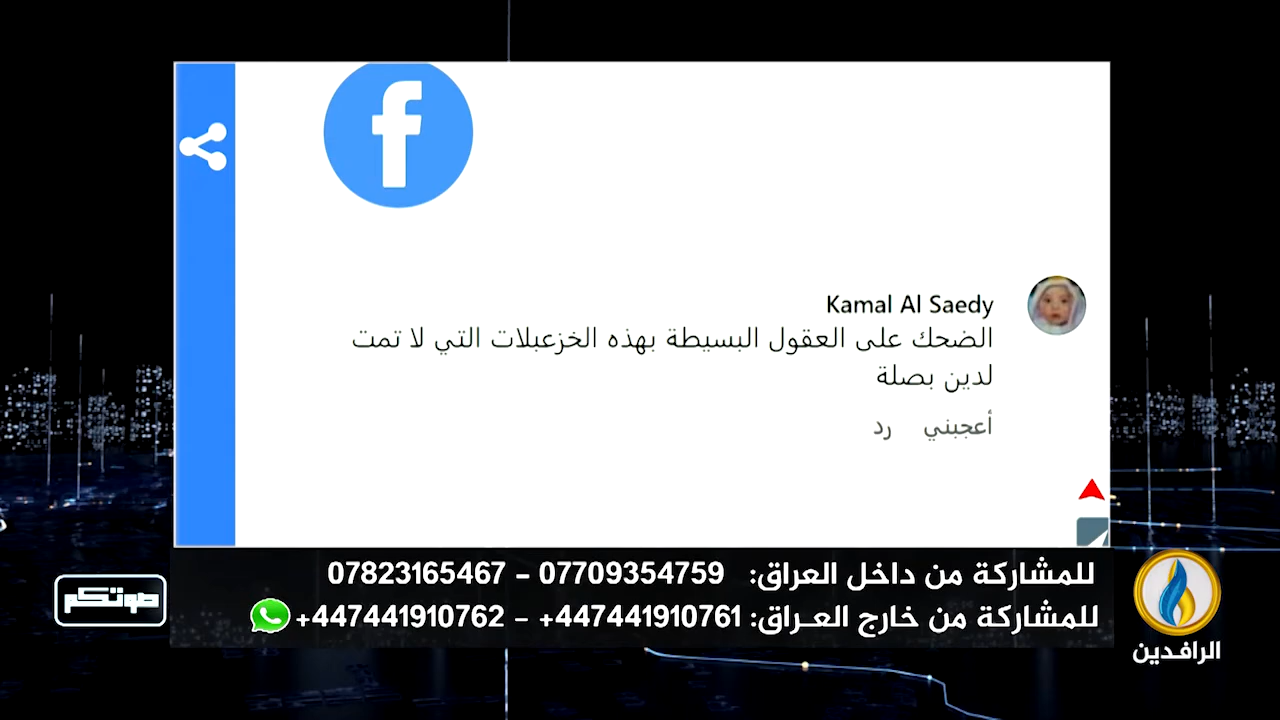 Kamal Al Saedy
الضحك على العقول البسيطة بهذه الخزعبلات التي لا تمت
لدين بصلة
أعجبني رد
للمشاركة من داخل العراق: 07709354759 - 07823165467
للمشاركة من خارج العـراق: 447441910761+ - 447441910762+
صوتكم
الرافدين